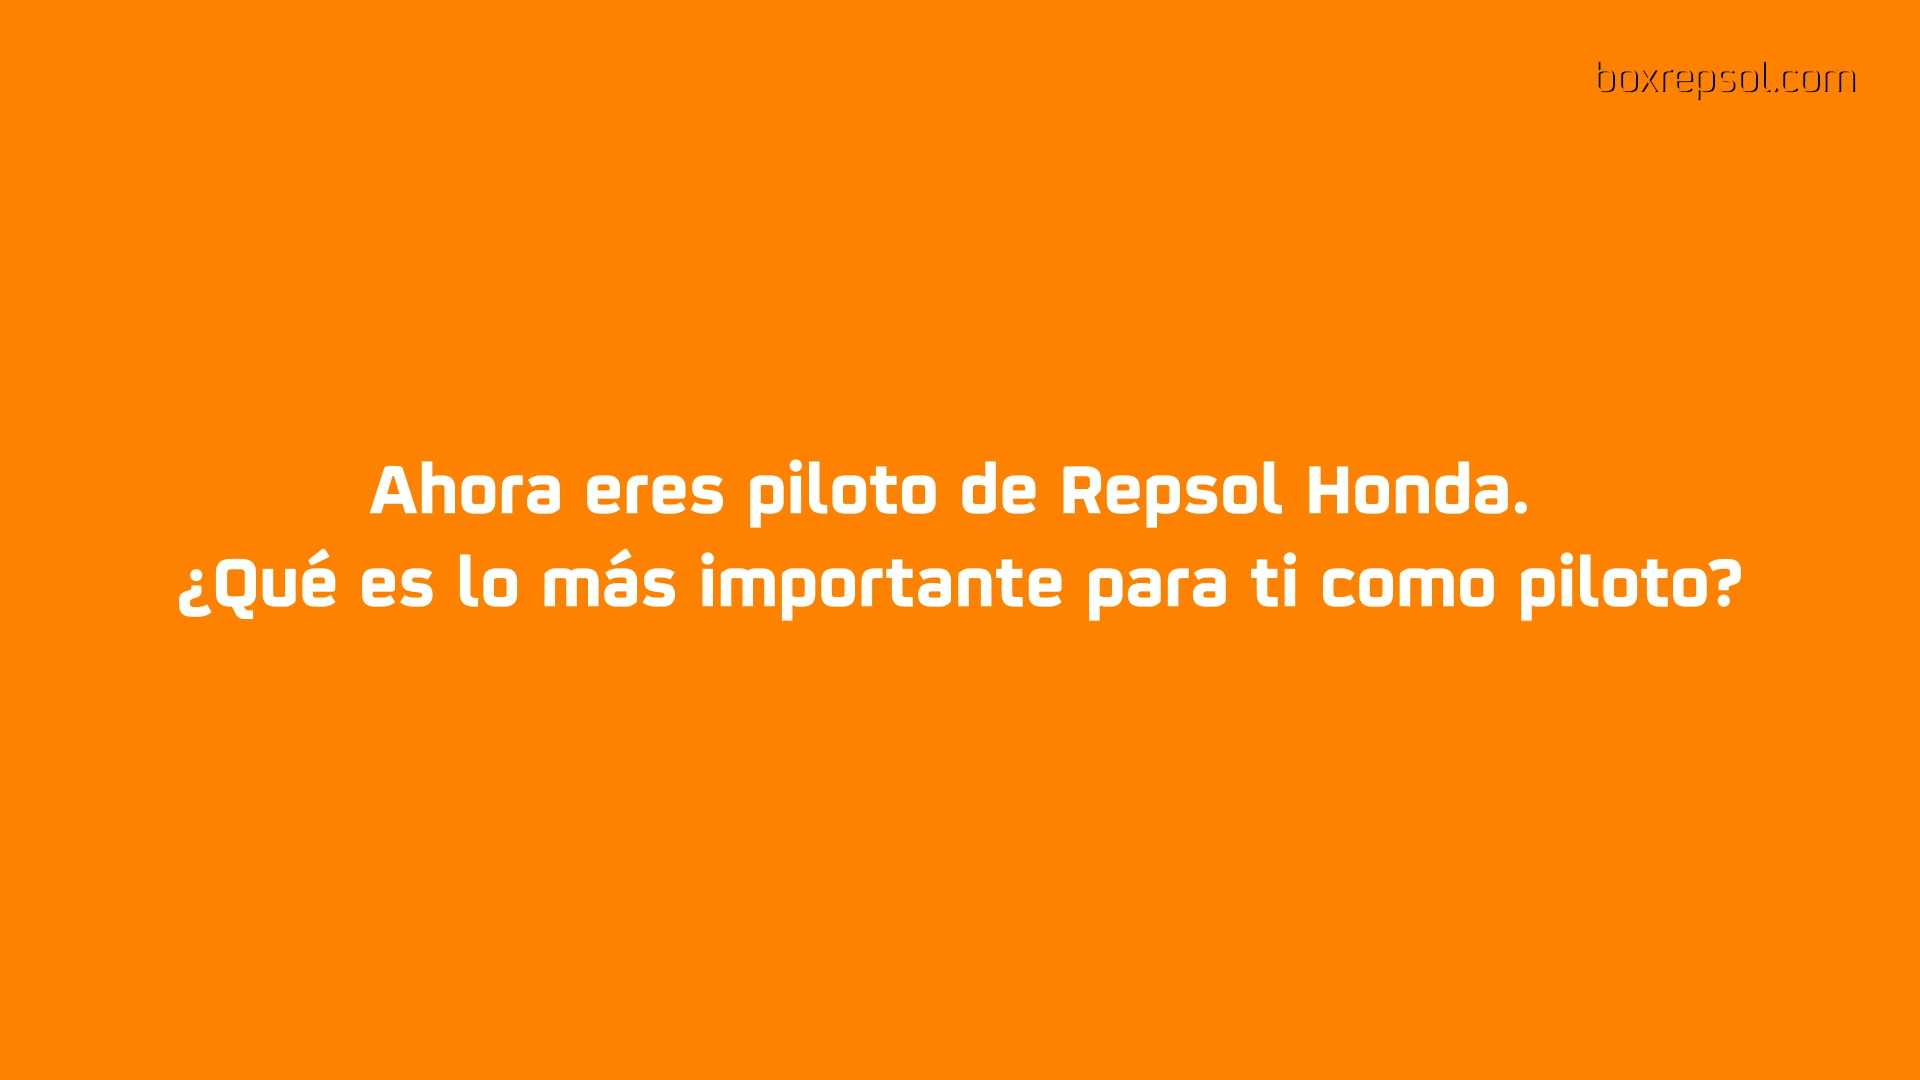 boxrepsol.com
Ahora eres piloto de Repsol Honda.
¿Qué es lo más importante para ti como piloto?